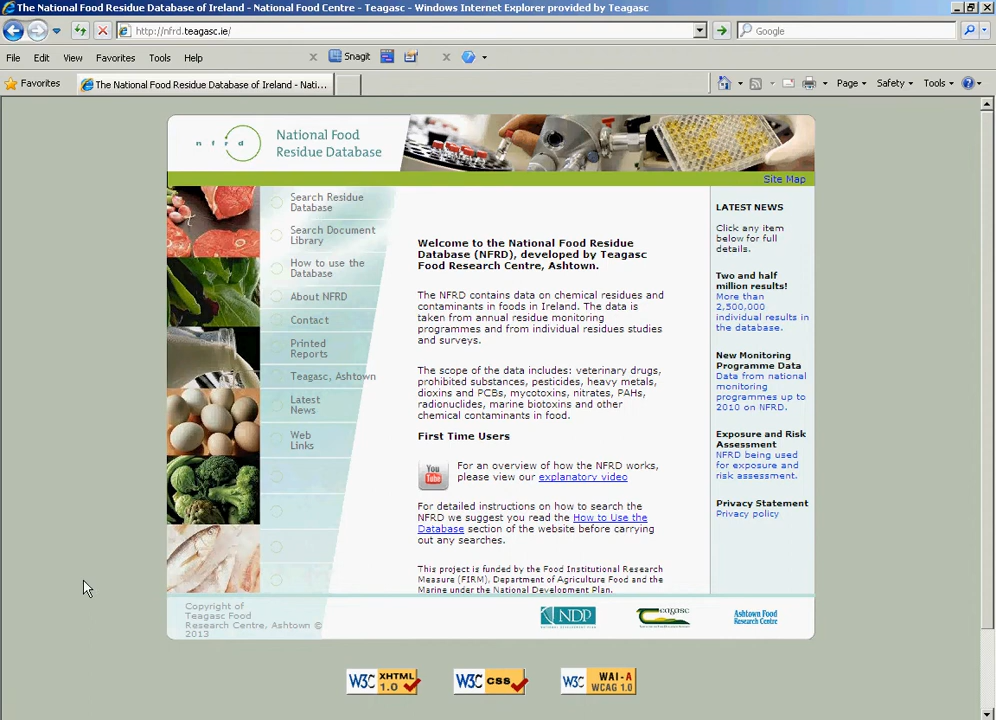 The National Food Residue Database of Ireland - National Food Centre - Teagasc - Windows Internet Explorer provided by Teagasc
http://nfrd.teagasc.ie/
Google
File Edit View Favorites Tools Help
Snagit
Favorites
The National Food Residue Database of Ireland - Nati...
Page Safety Tools
n f r d
National Food
Residue Database
Site Map
Search Residue
Database
Search Document
Library
How to use the
Database
About NFRD
Contact
Printed
Reports
Teagasc, Ashtown
Latest
News
Web
Links
Welcome to the National Food Residue
Database (NFRD), developed by Teagasc
Food Research Centre, Ashtown.
The NFRD contains data on chemical residues and
contaminants in foods in Ireland. The data is
taken from annual residue monitoring
programmes and from individual residues studies
and surveys.
The scope of the data includes: veterinary drugs,
prohibited substances, pesticides, heavy metals,
dioxins and PCBs, mycotoxins, nitrates, PAHs,
radionuclides, marine biotoxins and other
chemical contaminants in food.
First Time Users
You
Tube
For an overview of how the NFRD works,
please view our explanatory video
For detailed instructions on how to search the
NFRD we suggest you read the How to Use the
Database section of the website before carrying
out any searches.
This project is funded by the Food Institutional Research
Measure (FIRM), Department of Agriculture Food and the
Marine under the National Development Plan.
LATEST NEWS
Click any item
below for full
details.
Two and half
million results!
More than
2,500,000
individual results in
the database.
New Monitoring
Programme Data
Data from national
monitoring
programmes up to
2010 on NFRD.
Exposure and Risk
Assessment
NFRD being used
for exposure and
risk assessment.
Privacy Statement
Privacy policy
Copyright of
Teagasc Food
Research Centre, Ashtown ©
2013
NDP
Teagasc
Ashtown Food
Research Centre
W3C XHTML 1.0
W3C CSS
W3C WAI-A WCAG 1.0